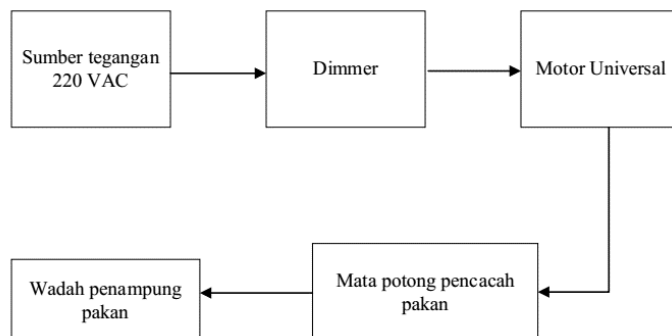 Sumber tegangan
220 VAC
Dimmer
Motor Universal
Mata potong pencacah
pakan
Wadah penampung
pakan